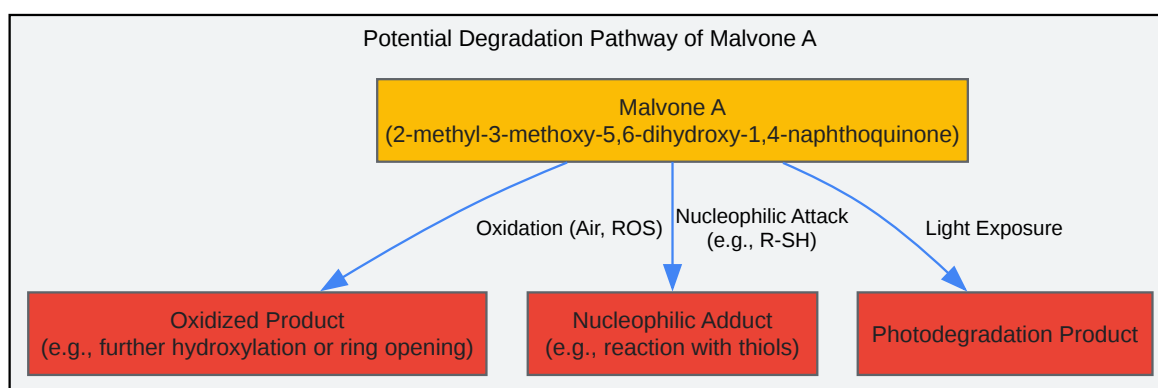 Potential Degradation Pathway of Malvone A
Malvone A
(2-methyl-3-methoxy-5,6-dihydroxy-1,4-naphthoquinone)
Oxidation (Air, ROS)
Nucleophilic Attack
(e.g., R-SH)
Light Exposure
Oxidized Product
(e.g., further hydroxylation or ring opening)
Nucleophilic Adduct
(e.g., reaction with thiols)
Photodegradation Product